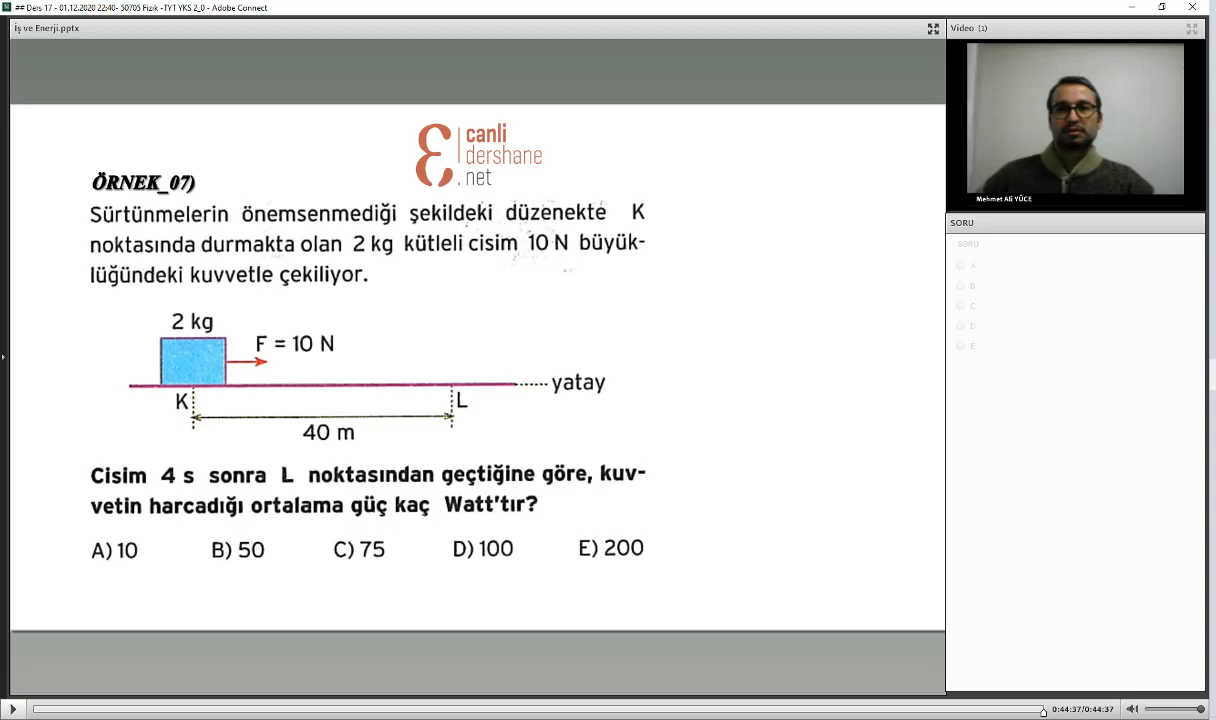 ## Ders 17 - 01.12.2020 22:40- 50705 Fizik -TYT YKS 2_0 - Adobe Connect
İş ve Enerji.pptx
Video (1)
canli
dershane
.net
Mehmet Ali YÜCE
ÖRNEK_07)
Sürtünmelerin önemsenmediği şekildeki düzenekte K
noktasında durmakta olan 2 kg kütleli cisim 10 N büyük-
lüğündeki kuvvetle çekiliyor.
2 kg
F = 10 N
yatay
K
L
40 m
Cisim 4 s sonra L noktasından geçtiğine göre, kuv-
vetin harcadığı ortalama güç kaç Watt'tır?
A) 10 B) 50 C) 75 D) 100 E) 200
SORU
SORU
A
B
C
D
E
0:44:37/0:44:37